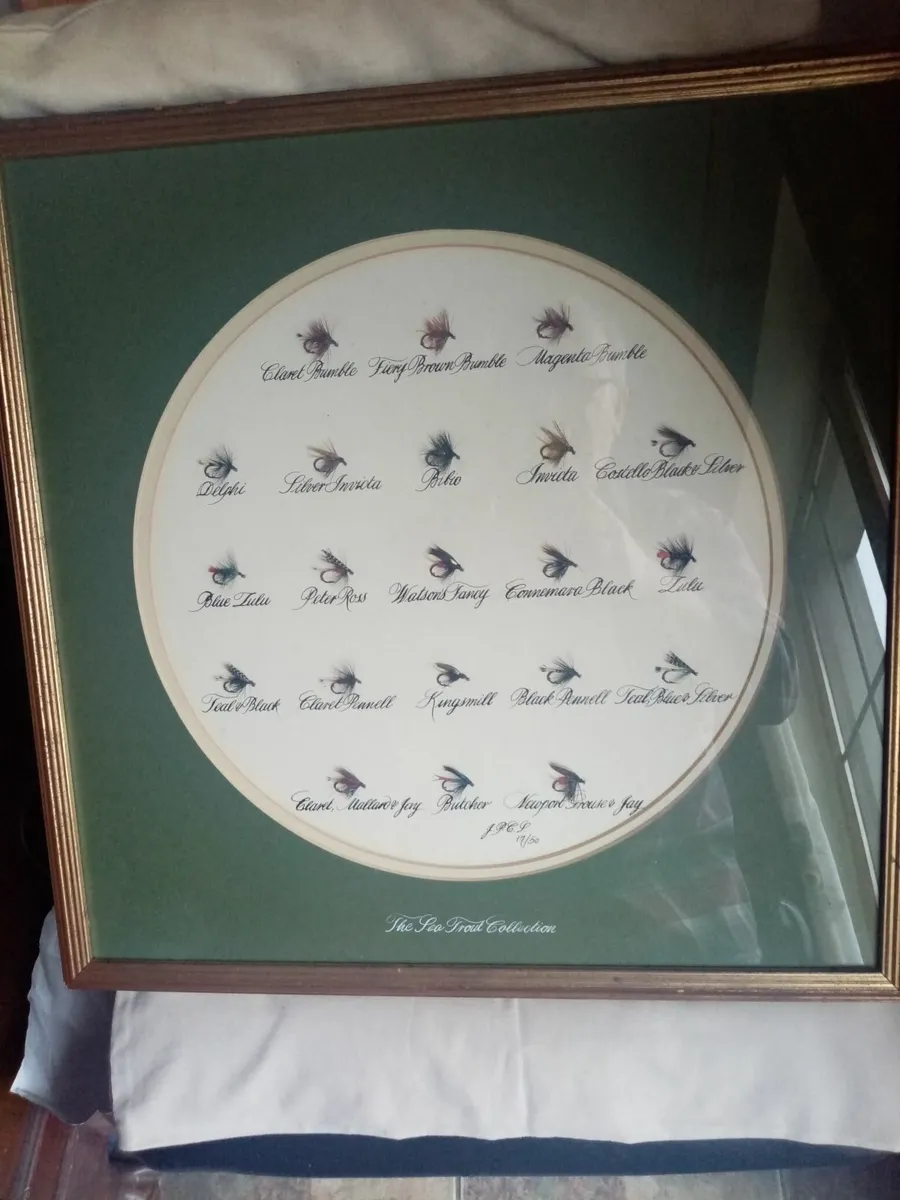 Claret Bumble Fiery Brown Bumble Magenta Bumble
Delphi Silver Invicta Bibio Invicta Costello Black & Silver
Blue Zulu Peter Ross Watsons Fancy Connemara Black Zulu
Teal & Black Claret Pennell Kingsmill Black Pennell Teal, Blue & Silver
Claret, Mallard & Jay Butcher Newport Grouse & Jay
17/50
The Sea Trout Collection